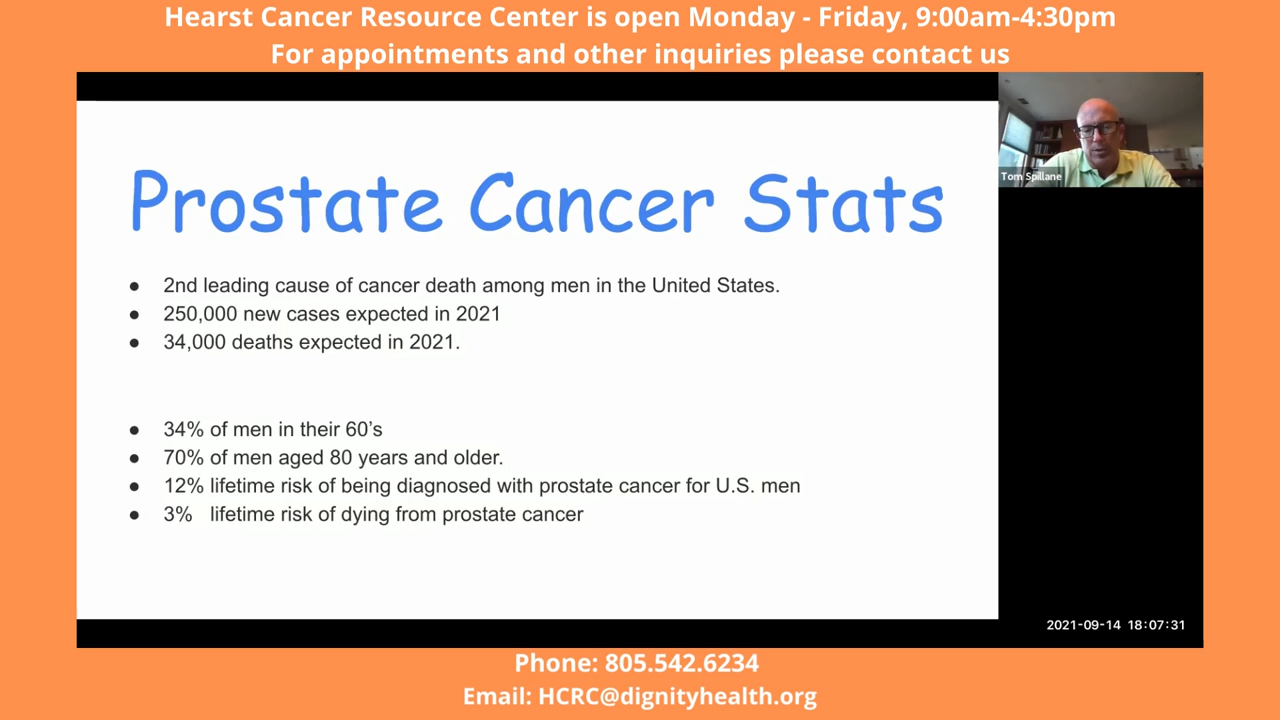 Hearst Cancer Resource Center is open Monday - Friday, 9:00am-4:30pm
For appointments and other inquiries please contact us
Prostate Cancer Stats
● 2nd leading cause of cancer death among men in the United States.
● 250,000 new cases expected in 2021
● 34,000 deaths expected in 2021.
● 34% of men in their 60's
● 70% of men aged 80 years and older.
● 12% lifetime risk of being diagnosed with prostate cancer for U.S. men
● 3% lifetime risk of dying from prostate cancer
Tom Spillane
2021-09-14 18:07:31
Phone: 805.542.6234
Email: HCRC@dignityhealth.org